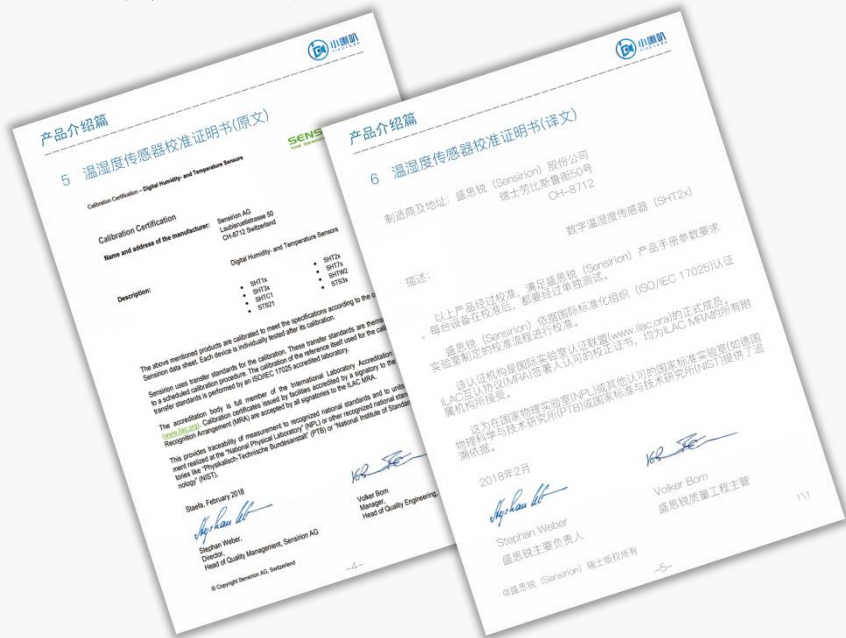 小喇叭
产品介绍篇
5 温湿度传感器校准证明书(原文)
SENS
Calibration Certification – Digital Humidity- and Temperature Sensors
Calibration Certification
Name and address of the manufacturer:
Sensirion AG
Laubisruetistrasse 50
CH-8712 Switzerland
Digital Humidity- and Temperature Sensors
Description:
• SHT1x
• SHT3x
• SHTC1
• STS21
• SHT2x
• SHT7x
• SHTW2
• STS3x
The above mentioned products are calibrated to meet the specifications according to the
Sensirion data sheet. Each device is individually tested after its calibration.
Sensirion uses transfer standards for the calibration. These transfer standards are
to a scheduled calibration procedure. The calibration of the reference itself used for the
transfer standards is performed by an ISO/IEC 17025 accredited laboratory.
The accreditation body is full member of the International Laboratory Accreditation
(www.ilac.org). Calibration certificates issued by facilities accredited by a signatory to the
Recognition Arrangement (MRA) are accepted by all signatories to the ILAC MRA.
This provides traceability of measurement to recognized national standards and to units
ment realized at the "National Physical Laboratory" (NPL) or other recognized national
tories like "Physikalisch-Technische Bundesanstalt" (PTB) or "National Institute of Standar
nology" (NIST).
Staefa, February 2018
Stephan Weber,
Director,
Head of Quality Management, Sensirion AG
Volker Born
Manager,
Head of Quality Engineering,
© Copyright Sensirion AG, Switzerland
–4–
小喇叭
产品介绍篇
6 温湿度传感器校准证明书(译文)
制造商及地址：盛思锐（Sensirion）股份公司
瑞士劳比斯鲁街50号
CH-8712
数字温湿度传感器（SHT2x）
描述：
以上产品经过校准，满足盛思锐（Sensirion）产品手册参数要求
。每台设备在校准后，都要经过单独测试。
盛思锐（Sensirion）依据国际标准化组织（ISO/IEC 17025)认证
实验室制定的校准流程进行校准。
该认证机构是国际实验室认证联盟(www.ilac.ora)的正式成员。
ILAC互认协议(MRA)签署人认可的校正证书，均为ILAC MRA的所有附
属机构所接受。
这为在国家物理实验室(NPL)或其他认可的国家标准实验室(如德国
物理科学与技术研究所(PTB)或国家标准与技术研究所(NIST)提供了追
溯依据。
2018年2月
Stephan Weber
盛思锐主要负责人
Volker Born
盛思锐质量工程主管
1\1
@盛思锐（Sensirion）瑞士版权所有
–5–